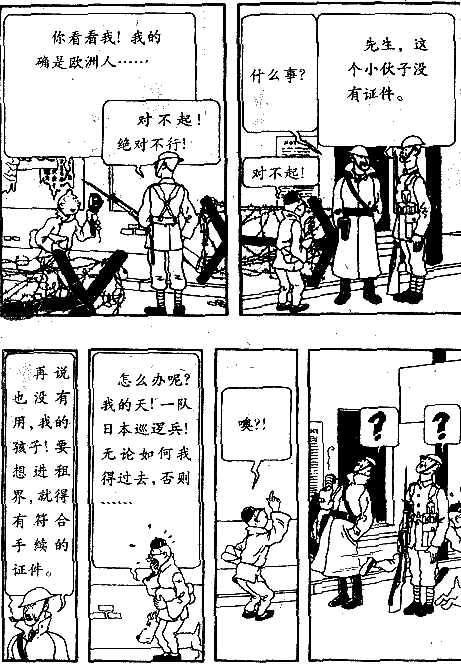 你看看我！我的
确是欧洲人……
对不起！
绝对不行！
什么事？
先生，这
个小伙子没
有证件。
对不起！
再说
也没有
用，我的
孩子！要
想进租
界，就得
有符合
手续的
证件。
怎么办呢？
我的天！一队
日本巡逻兵！
无论如何我
得过去，否则
……
噢？！
？
？